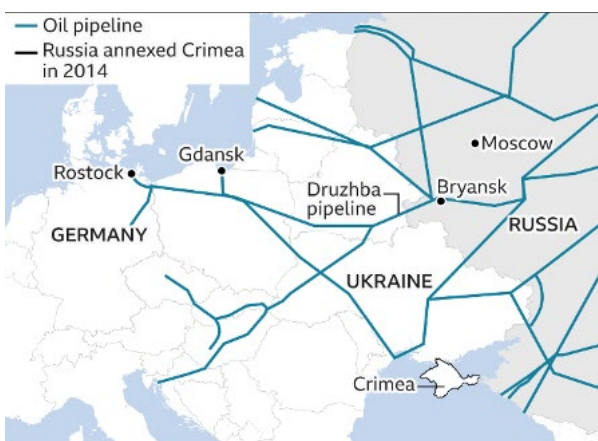 Oil pipeline
Russia annexed Crimea
in 2014
Moscow
Gdansk
Rostock
Druzhba
pipeline
Bryansk
RUSSIA
GERMANY
UKRAINE
Crimea